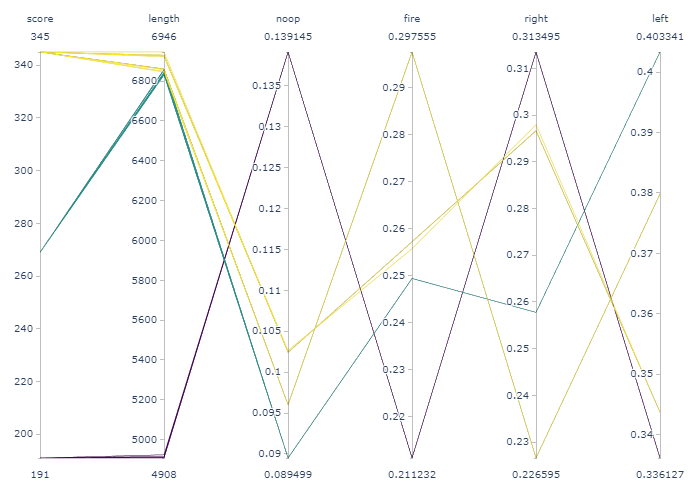 score length noop fire right left
345 6946 0.139145 0.297555 0.313495 0.403341
340 320 300 280 260 240 220 200
6800 6600 6400 6200 6000 5800 5600 5400 5200 5000
0.135 0.13 0.125 0.12 0.115 0.11 0.105 0.1 0.095 0.09
0.29 0.28 0.27 0.26 0.25 0.24 0.23 0.22
0.31 0.3 0.29 0.28 0.27 0.26 0.25 0.24 0.23
0.4 0.39 0.38 0.37 0.36 0.35 0.34
191 4908 0.089499 0.211232 0.226595 0.336127